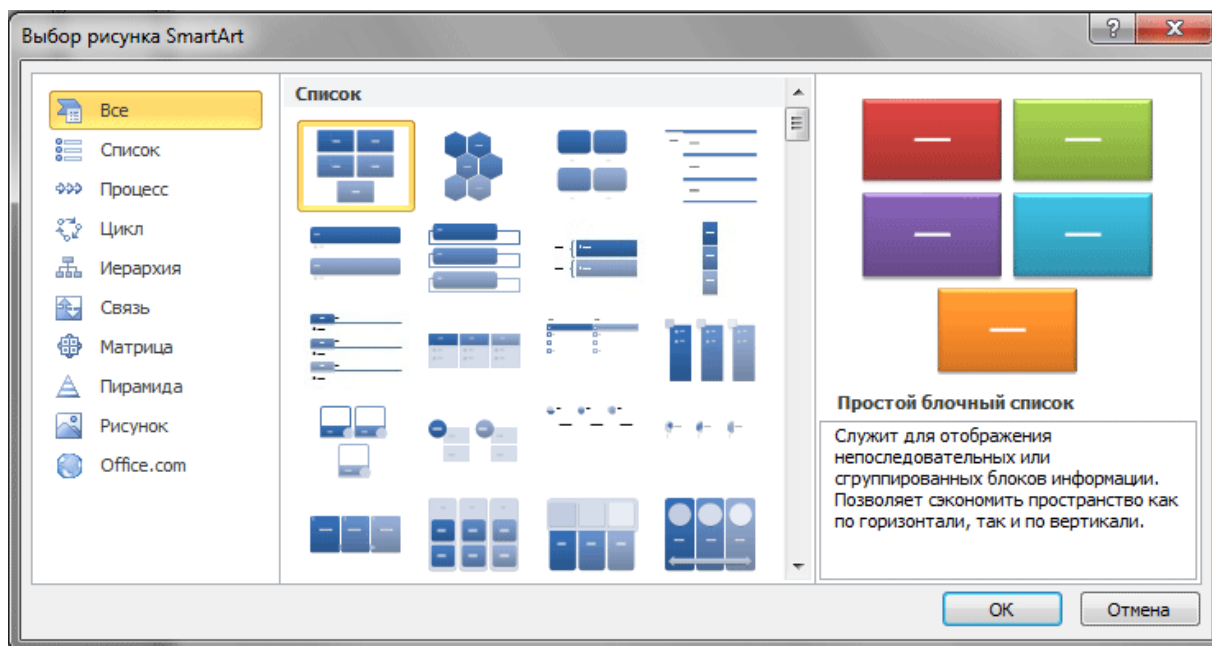 Выбор рисунка SmartArt
Все
Список
Процесс
Цикл
Иерархия
Связь
Матрица
Пирамида
Рисунок
Office.com
Список
Простой блочный список
Служит для отображения
непоследовательных или
сгруппированных блоков информации.
Позволяет сэкономить пространство как
по горизонтали, так и по вертикали.
ОК
Отмена